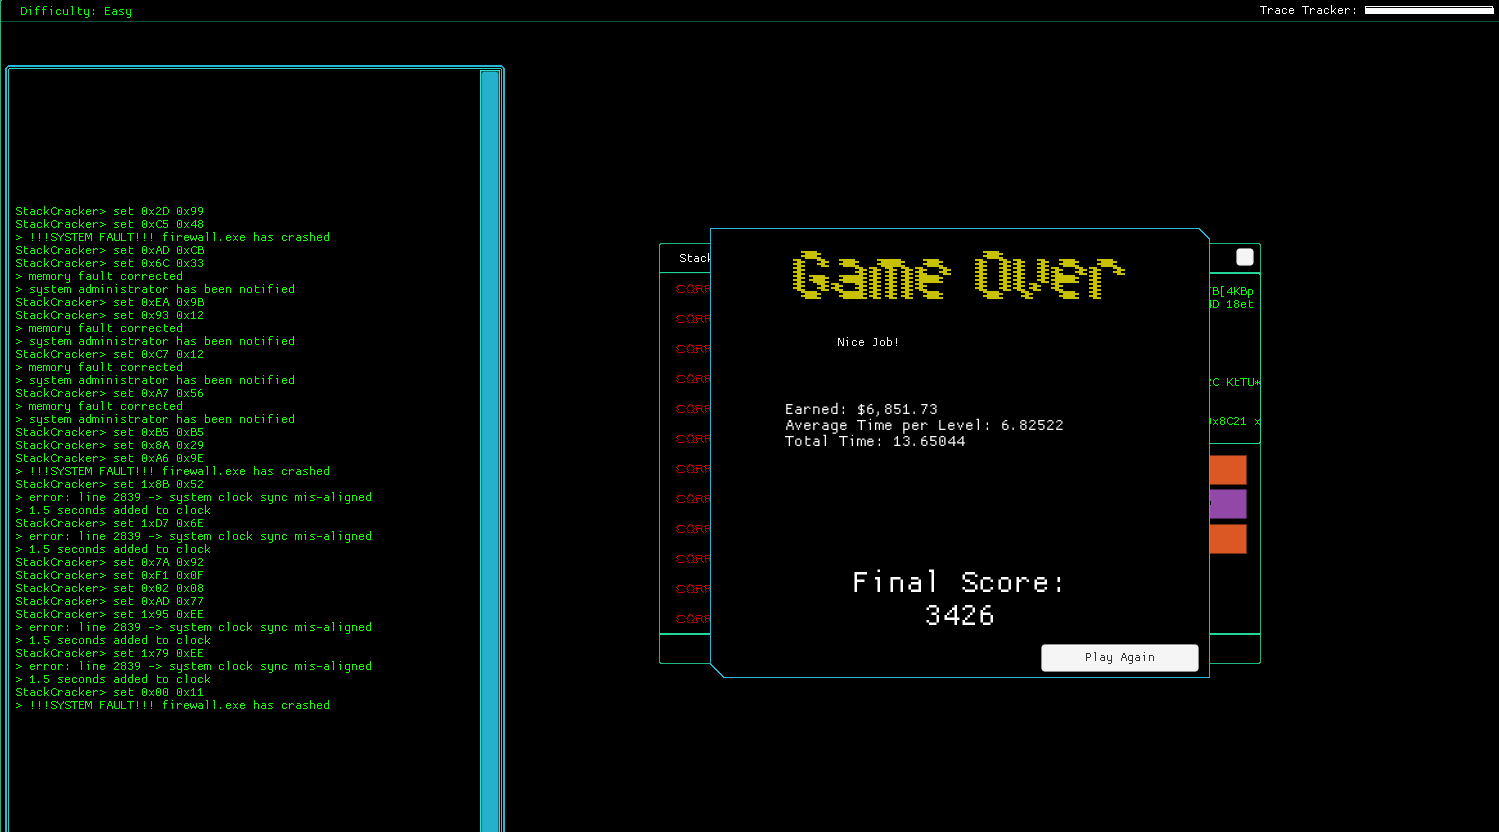 Difficulty: Easy
Trace Tracker:
StackCracker> set 0x2D 0x99
StackCracker> set 0xC5 0x48
> !!!SYSTEM FAULT!!! firewall.exe has crashed
StackCracker> set 0xAD 0xCB
StackCracker> set 0x6C 0x33
> memory fault corrected
> system administrator has been notified
StackCracker> set 0xEA 0x9B
StackCracker> set 0x93 0x12
> memory fault corrected
> system administrator has been notified
StackCracker> set 0xC7 0x12
> memory fault corrected
> system administrator has been notified
StackCracker> set 0xA7 0x56
> memory fault corrected
> system administrator has been notified
StackCracker> set 0xB5 0xB5
StackCracker> set 0x8A 0x29
StackCracker> set 0xA6 0x9E
> !!!SYSTEM FAULT!!! firewall.exe has crashed
StackCracker> set 1x8B 0x52
> error: line 2839 -> system clock sync mis-aligned
> 1.5 seconds added to clock
StackCracker> set 1xD7 0x6E
> error: line 2839 -> system clock sync mis-aligned
> 1.5 seconds added to clock
StackCracker> set 0x7A 0x92
StackCracker> set 0xF1 0x0F
StackCracker> set 0x02 0x08
StackCracker> set 0xAD 0x77
StackCracker> set 1x95 0xEE
> error: line 2839 -> system clock sync mis-aligned
> 1.5 seconds added to clock
StackCracker> set 1x79 0xEE
> error: line 2839 -> system clock sync mis-aligned
> 1.5 seconds added to clock
StackCracker> set 0x00 0x11
> !!!SYSTEM FAULT!!! firewall.exe has crashed
Stack
Game Over
Nice Job!
Earned: $6,851.73
Average Time per Level: 6.82522
Total Time: 13.65044
Final Score:
3426
Play Again
B[4KBp
18et
KtTU*
x8C21 x